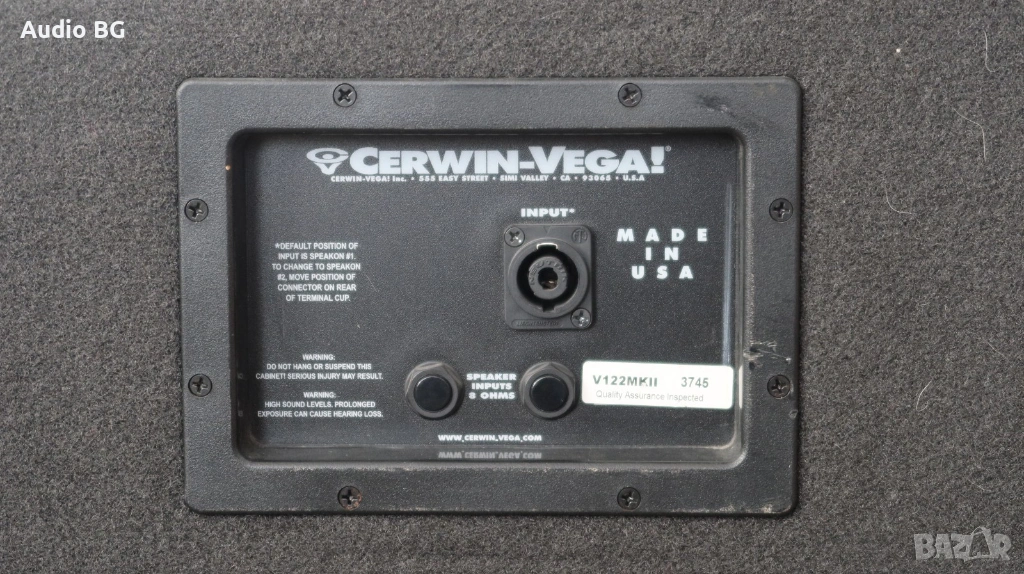 Audio BG
CERWIN-VEGA!®
CERWIN-VEGA! Inc. • 555 EASY STREET • SIMI VALLEY • CA • 93065 • U.S.A
INPUT*
MADE
IN
USA
*DEFAULT POSITION OF
INPUT IS SPEAKON #1.
TO CHANGE TO SPEAKON
#2, MOVE POSITION OF
CONNECTOR ON REAR
OF TERMINAL CUP.
WARNING:
DO NOT HANG OR SUSPEND THIS
CABINET! SERIOUS INJURY MAY RESULT.
WARNING:
HIGH SOUND LEVELS, PROLONGED
EXPOSURE CAN CAUSE HEARING LOSS.
SPEAKER
INPUTS
8 OHMS
V122MKII 3745
Quality Assurance Inspected
WWW.CERWIN-VEGA.COM
BAZAR